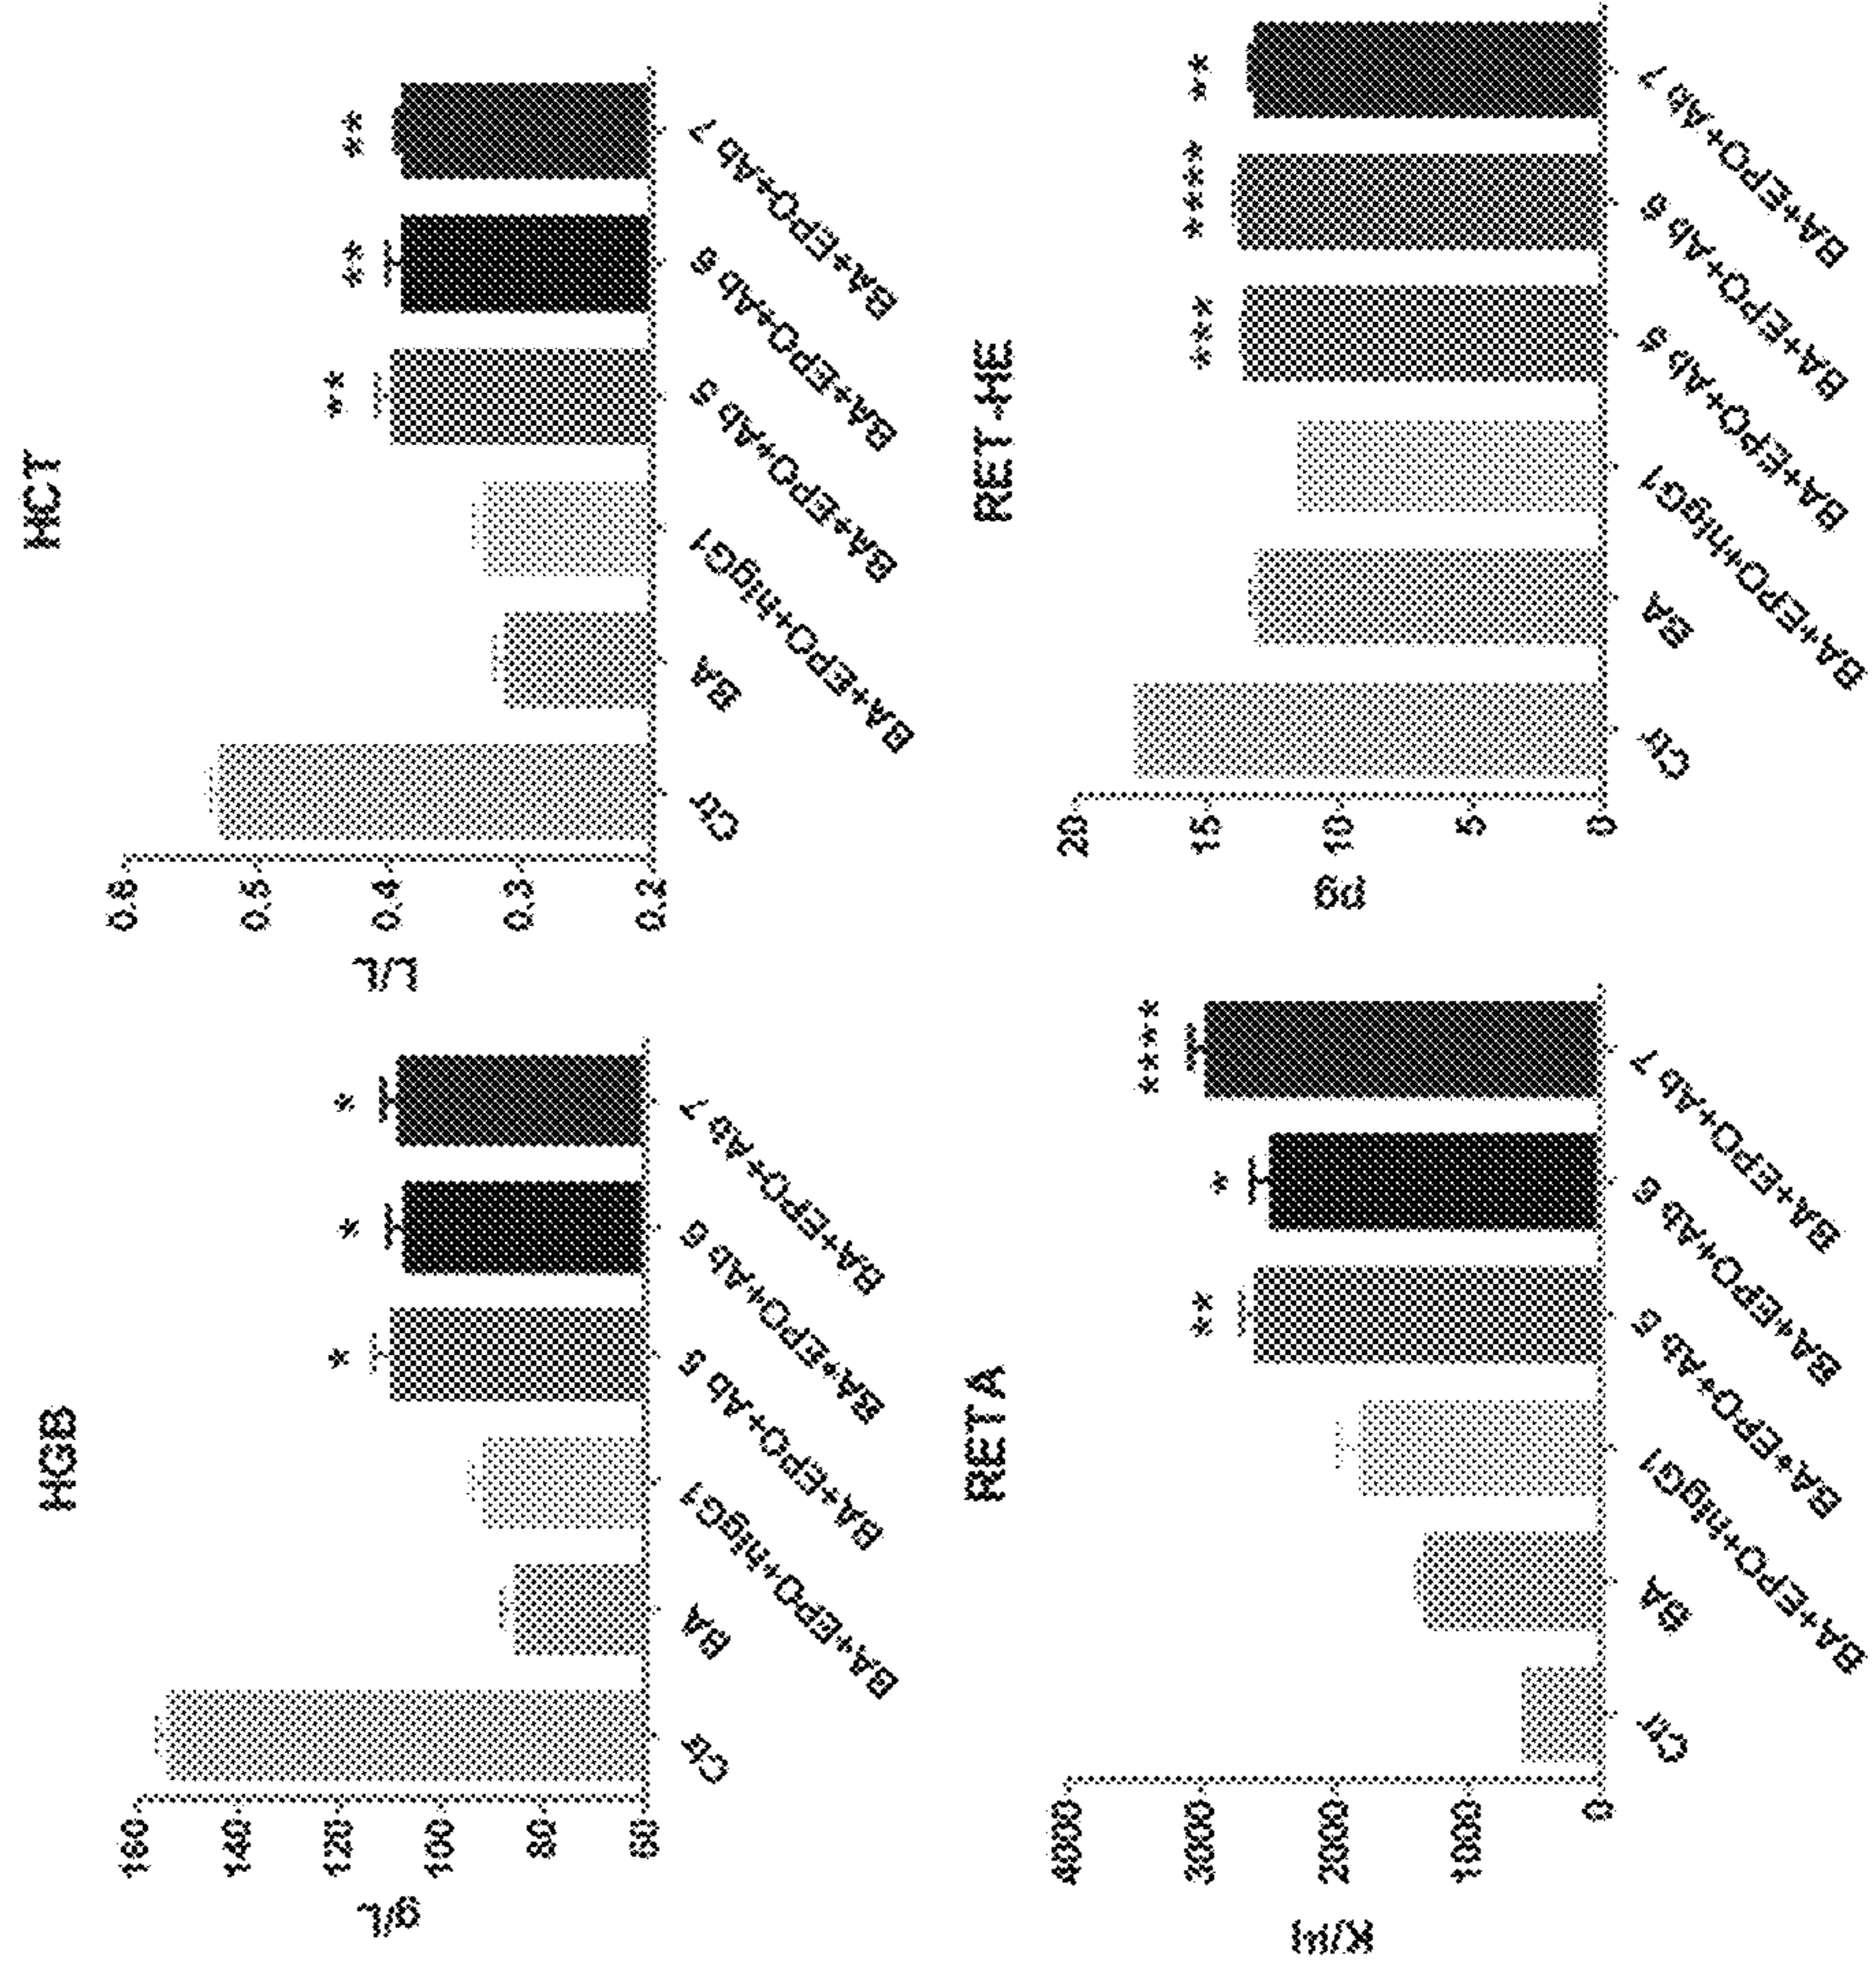 HGB
g/L
160
140
120
100
80
60
*
*
*
Ctr
BA
BA+EPO+hIgG1
BA+EPO+Ab 5
BA+EPO+Ab 6
BA+EPO+Ab 7
HCT
L/L
0.6
0.5
0.4
0.3
0.2
**
**
**
Ctr
BA
BA+EPO+hIgG1
BA+EPO+Ab 5
BA+EPO+Ab 6
BA+EPO+Ab 7
RET A
K/µl
4000
3000
2000
1000
0
**
*
****
Ctr
BA
BA+EPO+hIgG1
BA+EPO+Ab 5
BA+EPO+Ab 6
BA+EPO+Ab 7
RET -HE
pg
20
15
10
5
0
***
****
**
Ctr
BA
BA+EPO+hIgG1
BA+EPO+Ab 5
BA+EPO+Ab 6
BA+EPO+Ab 7